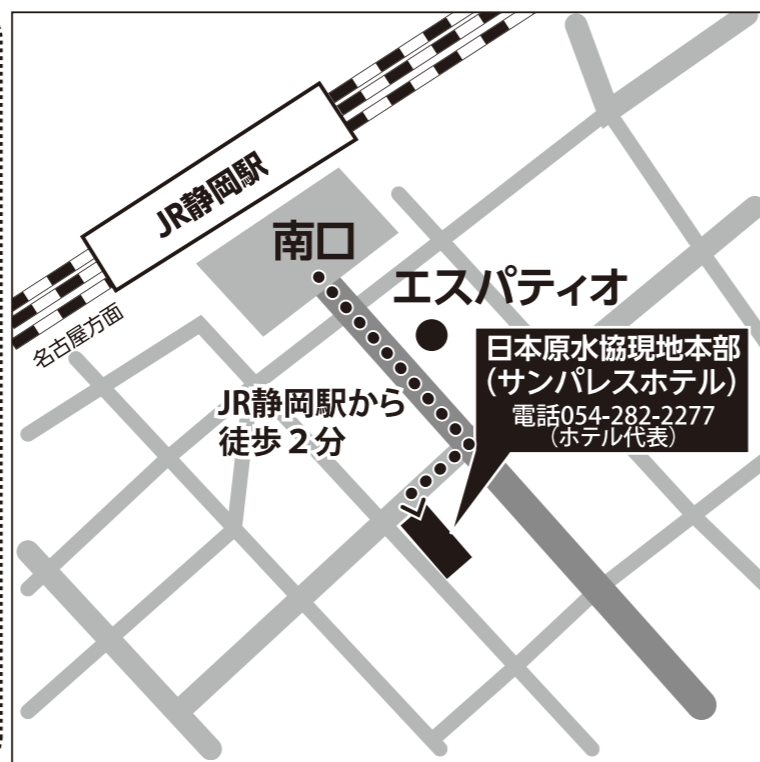 JR静岡駅
南口
名古屋方面
エスパティオ
日本原水協現地本部
(サンパレスホテル)
電話054-282-2277
(ホテル代表)
JR静岡駅から
徒歩２分